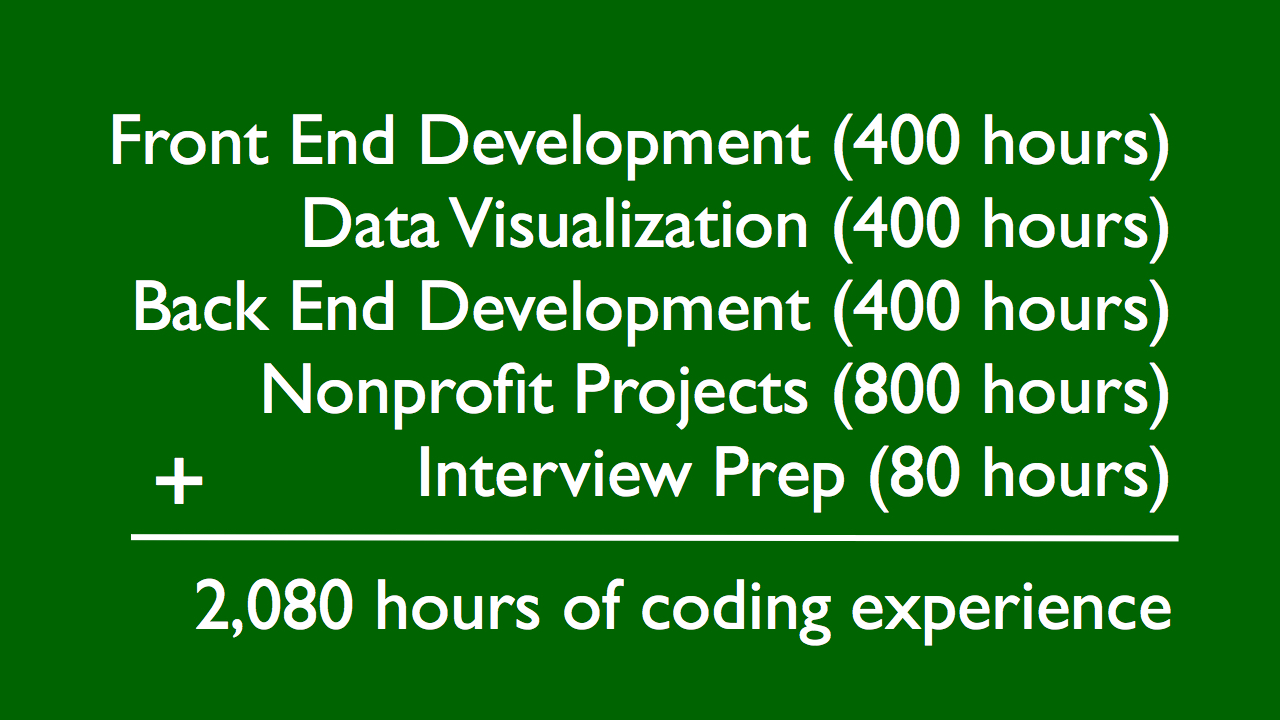 Front End Development (400 hours)
Data Visualization (400 hours)
Back End Development (400 hours)
Nonprofit Projects (800 hours)
+ Interview Prep (80 hours)
2,080 hours of coding experience